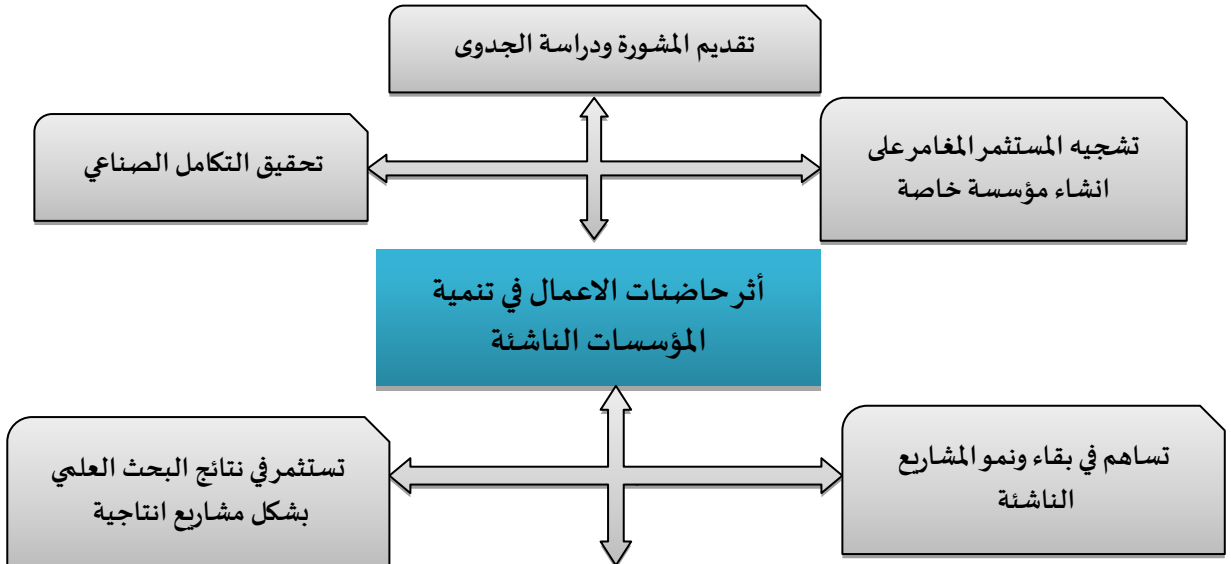 تقديم المشورة ودراسة الجدوى
تشجيه المستثمر المغامر على
انشاء مؤسسة خاصة
تحقيق التكامل الصناعي
أثر حاضنات الاعمال في تنمية
المؤسسات الناشئة
تساهم في بقاء ونمو المشاريع
الناشئة
تستثمر في نتائج البحث العلمي
بشكل مشاريع انتاجية